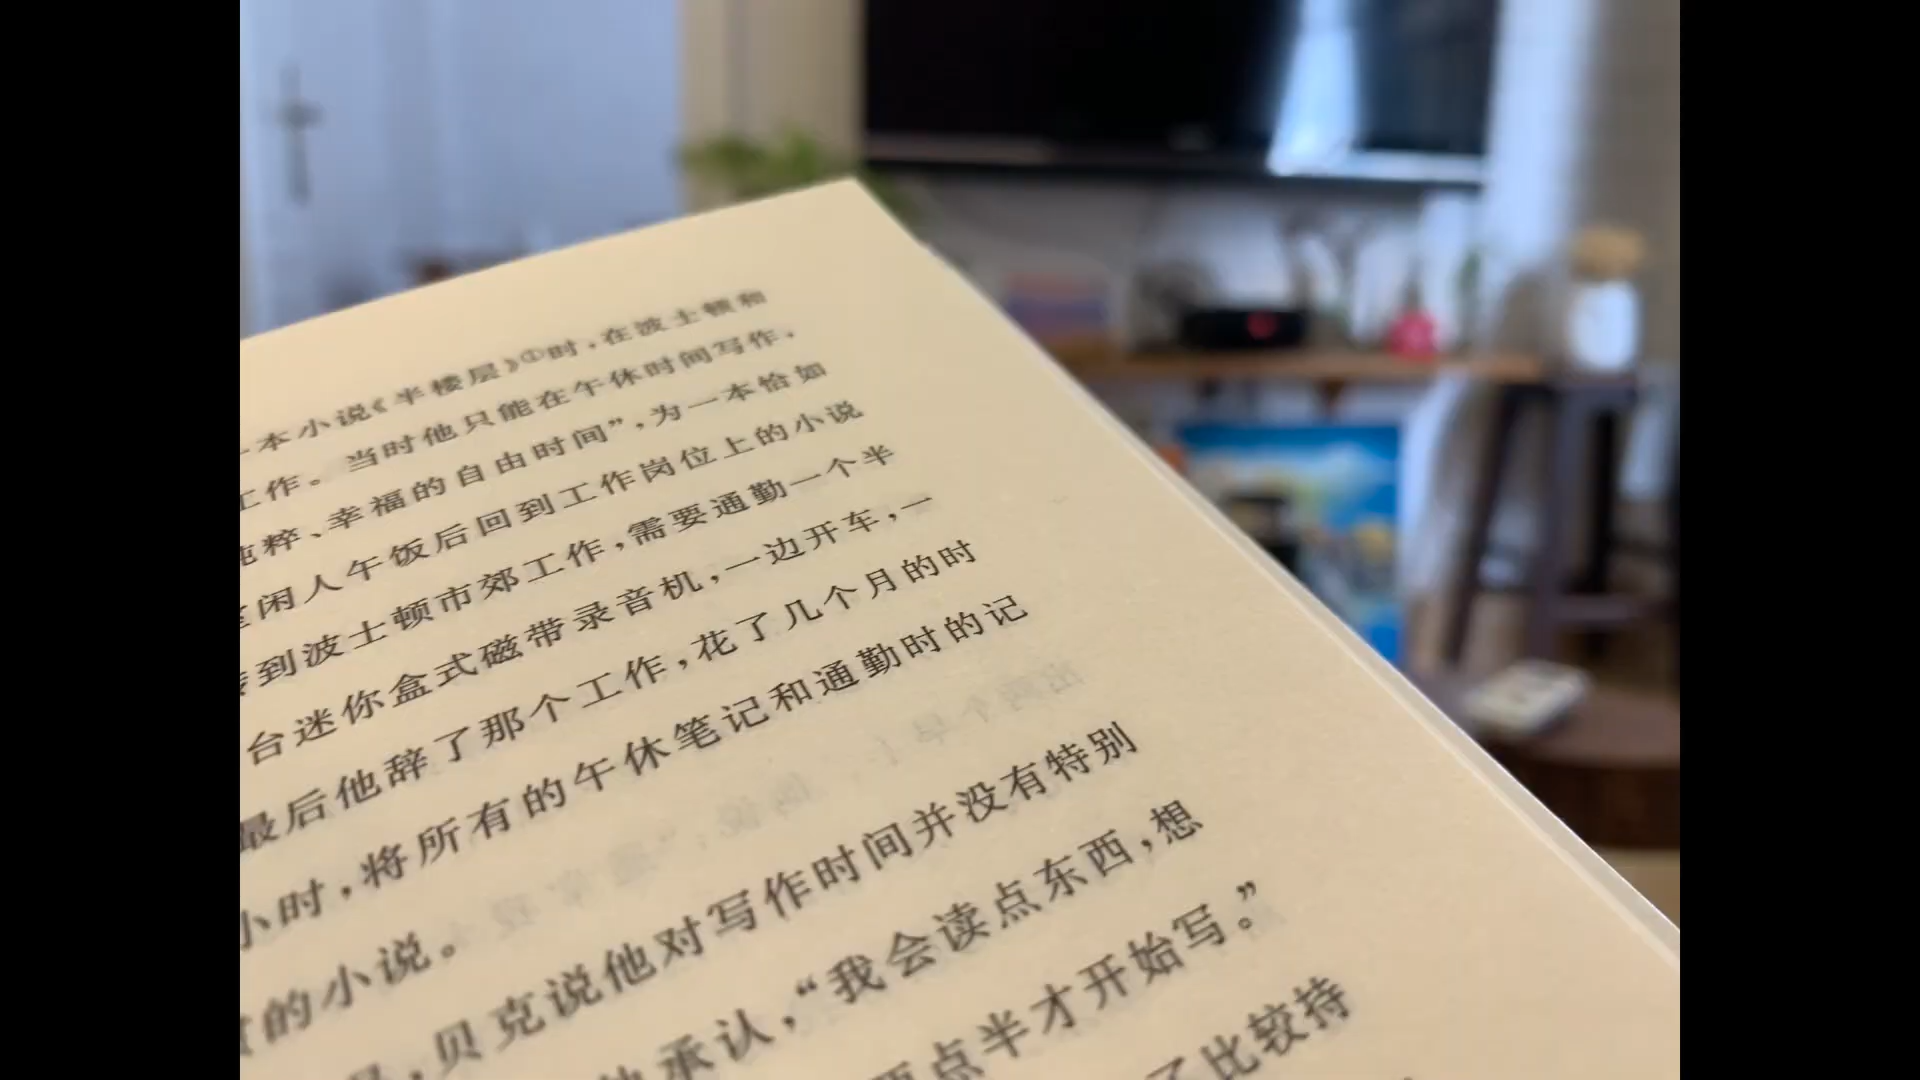 一本小说《半楼层》①时，在波士顿和
工作。当时他只能在午休时间写作，
纯粹、幸福的自由时间”，为一本恰如
闲人午饭后回到工作岗位上的小说
到波士顿市郊工作，需要通勤一个半
台迷你盒式磁带录音机，一边开车，一
最后他辞了那个工作，花了几个月的时
小时，将所有的午休笔记和通勤时的记
的小说。
，贝克说他对写作时间并没有特别
承认，“我会读点东西，想
点半才开始写。”
了比较持